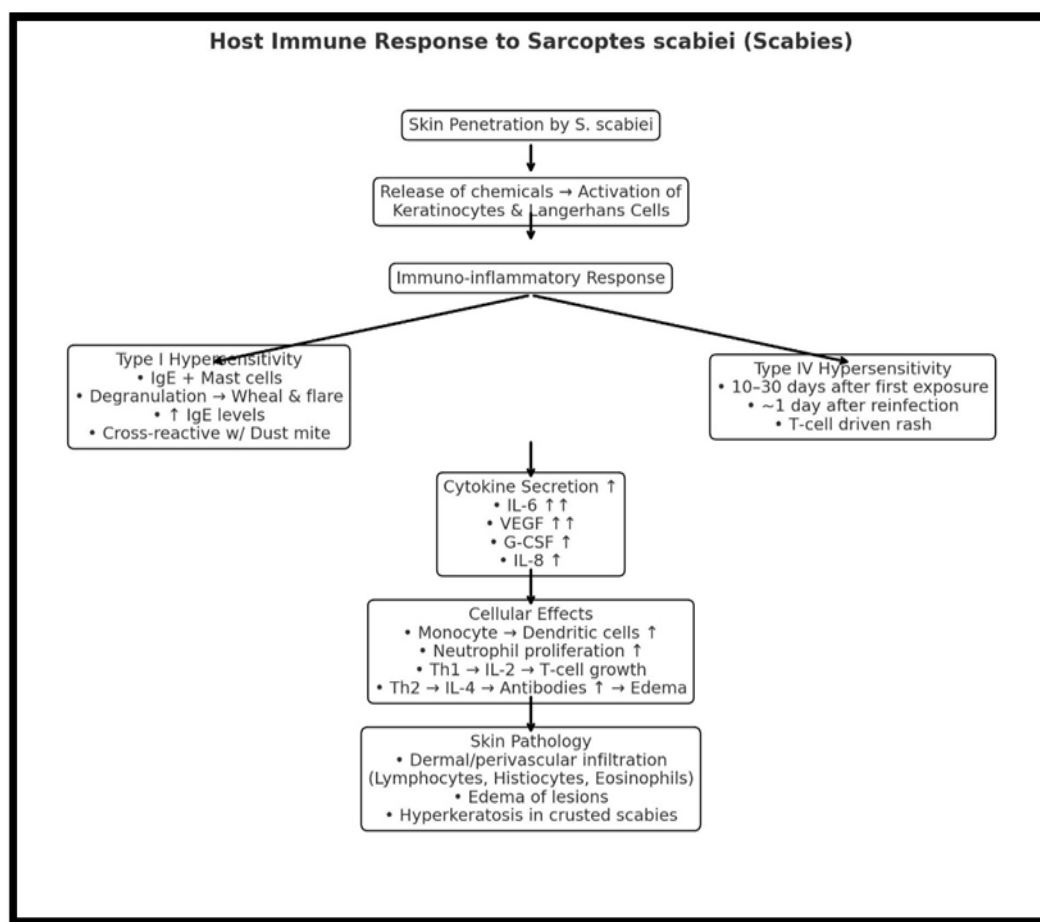 Host Immune Response to Sarcoptes scabiei (Scabies)
Skin Penetration by S. scabiei
Release of chemicals → Activation of
Keratinocytes & Langerhans Cells
Immuno-inflammatory Response
Type I Hypersensitivity
• IgE + Mast cells
• Degranulation → Wheal & flare
• ↑ IgE levels
• Cross-reactive w/ Dust mite
Type IV Hypersensitivity
• 10–30 days after first exposure
• ~1 day after reinfection
• T-cell driven rash
Cytokine Secretion ↑
• IL-6 ↑↑
• VEGF ↑↑
• G-CSF ↑
• IL-8 ↑
Cellular Effects
• Monocyte → Dendritic cells ↑
• Neutrophil proliferation ↑
• Th1 → IL-2 → T-cell growth
• Th2 → IL-4 → Antibodies ↑ → Edema
Skin Pathology
• Dermal/perivascular infiltration
(Lymphocytes, Histiocytes, Eosinophils)
• Edema of lesions
• Hyperkeratosis in crusted scabies